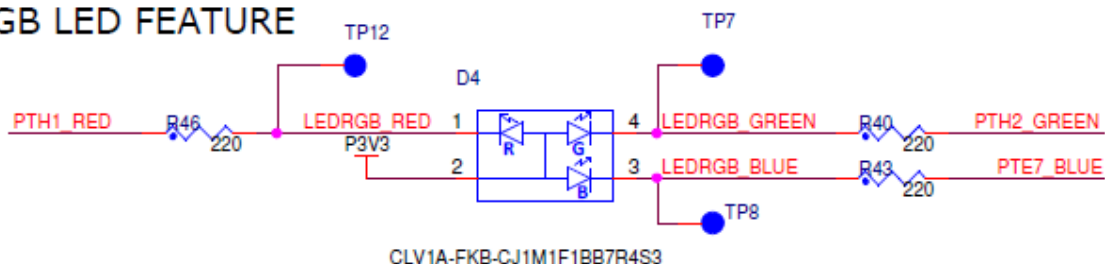 GB LED FEATURE
TP12
TP7
D4
PTH1_RED
R46
220
LEDRGB_RED
1
4
LEDRGB_GREEN
R40
220
PTH2_GREEN
P3V3
R
G
2
3
LEDRGB_BLUE
R43
220
PTE7_BLUE
B
TP8
CLV1A-FKB-CJ1M1F1BB7R4S3